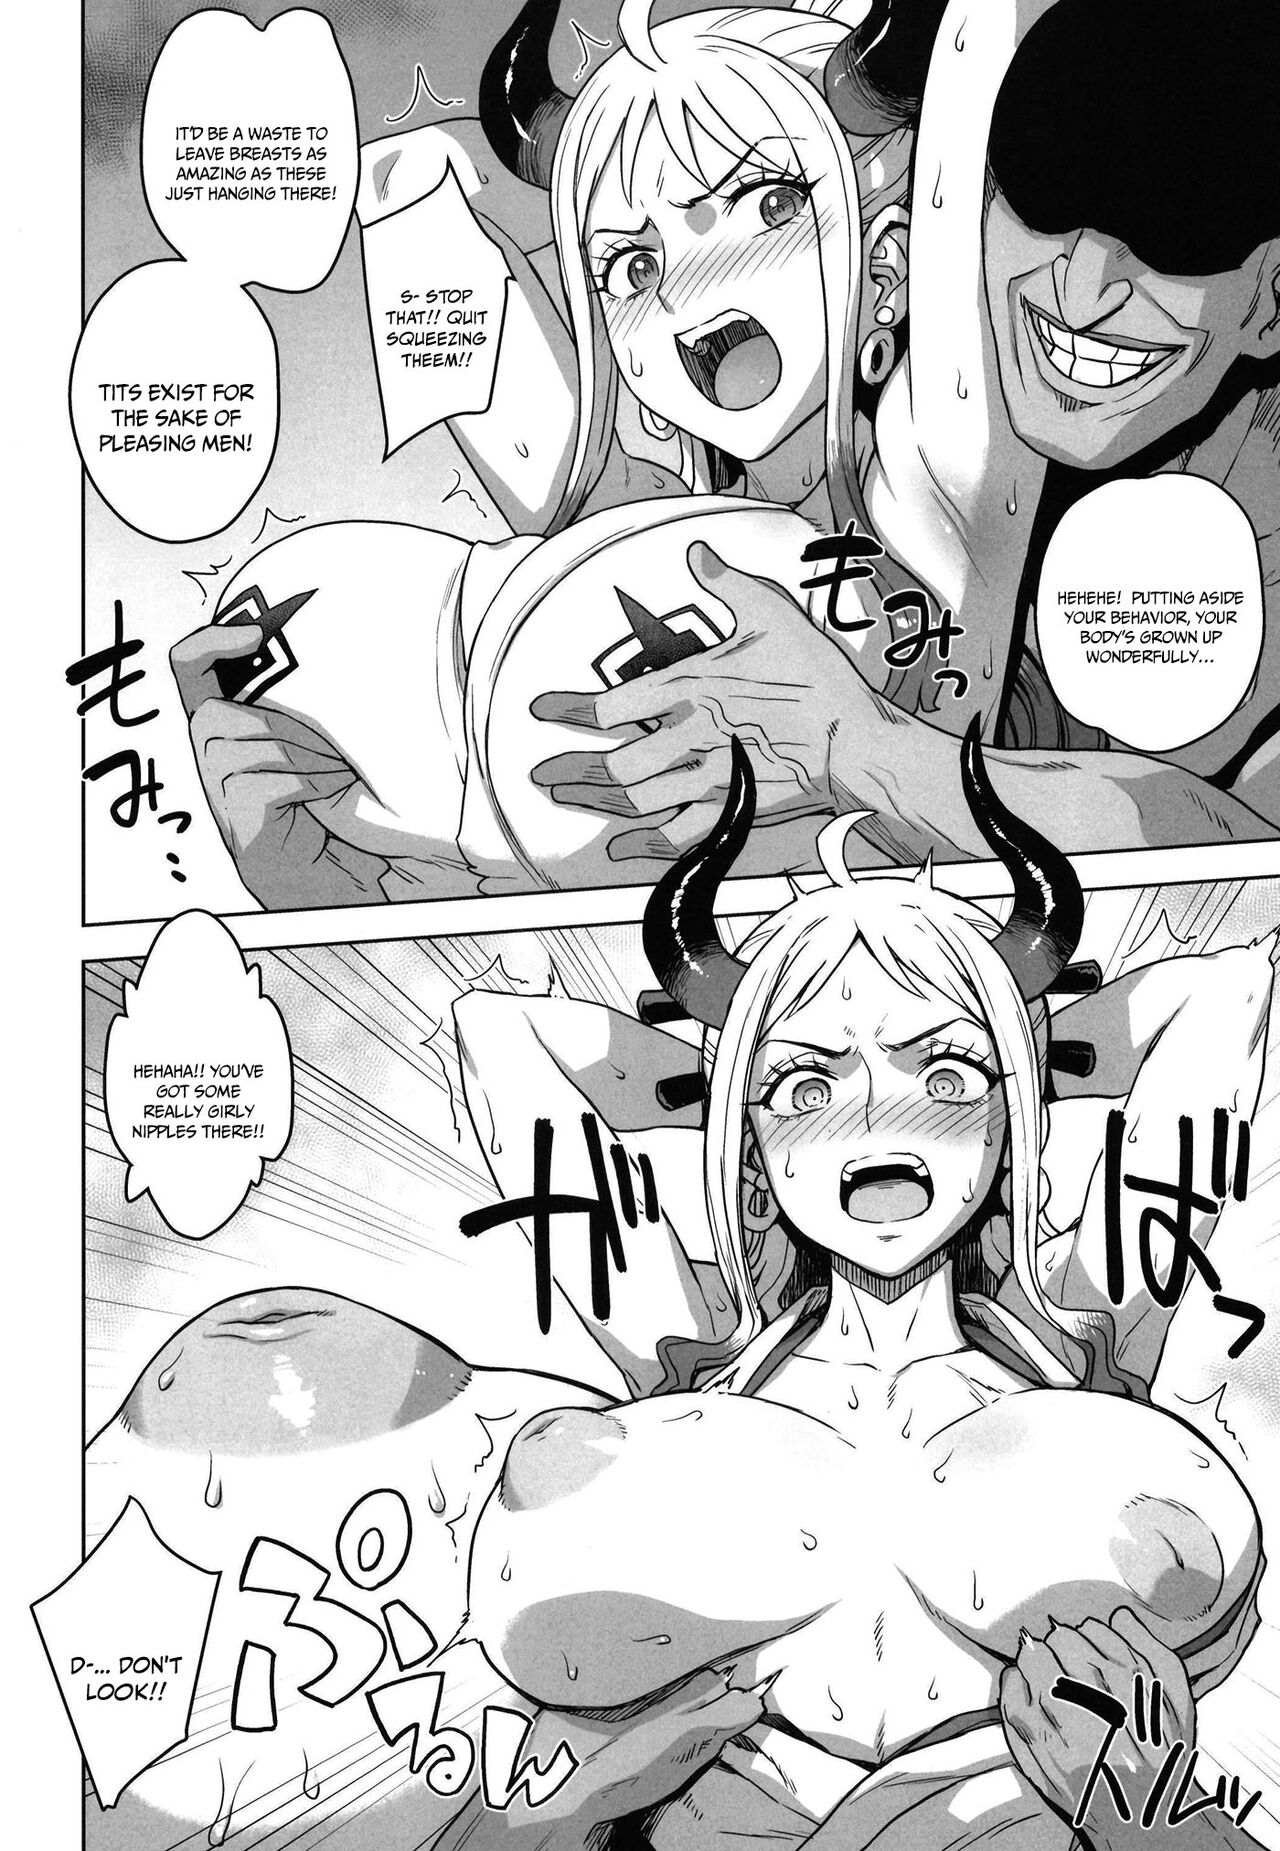 HEHEHE! PUTTING ASIDE
YOUR BEHAVIOR, YOUR
BODY'S GROWN UP
WONDERFULLY...
IT'D BE A WASTE TO
LEAVE BREASTS AS
AMAZING AS THESE
JUST HANGING THERE!
S- STOP
THAT!! QUIT
SQUEEZING
THEEM!!
TITS EXIST FOR
THE SAKE OF
PLEASING MEN!
もみっ
もみっ…
がばっ
HEHAHA!! YOU'VE
GOT SOME
REALLY GIRLY
NIPPLES THERE!!
ズルッ
ぷるん
D-... DON'T
LOOK!!